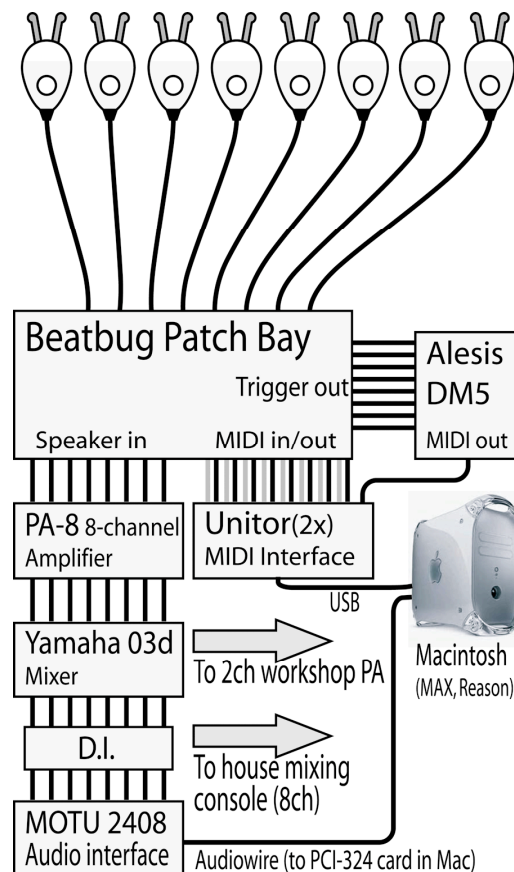 Beatbug Patch Bay
Trigger out
Speaker in
MIDI in/out
Alesis
DM5
MIDI out
PA-8 8-channel
Amplifier
Unitor(2x)
MIDI Interface
USB
Yamaha 03d
Mixer
To 2ch workshop PA
Macintosh
(MAX, Reason)
D.I.
To house mixing
console (8ch)
MOTU 2408
Audio interface
Audiowire (to PCI-324 card in Mac)